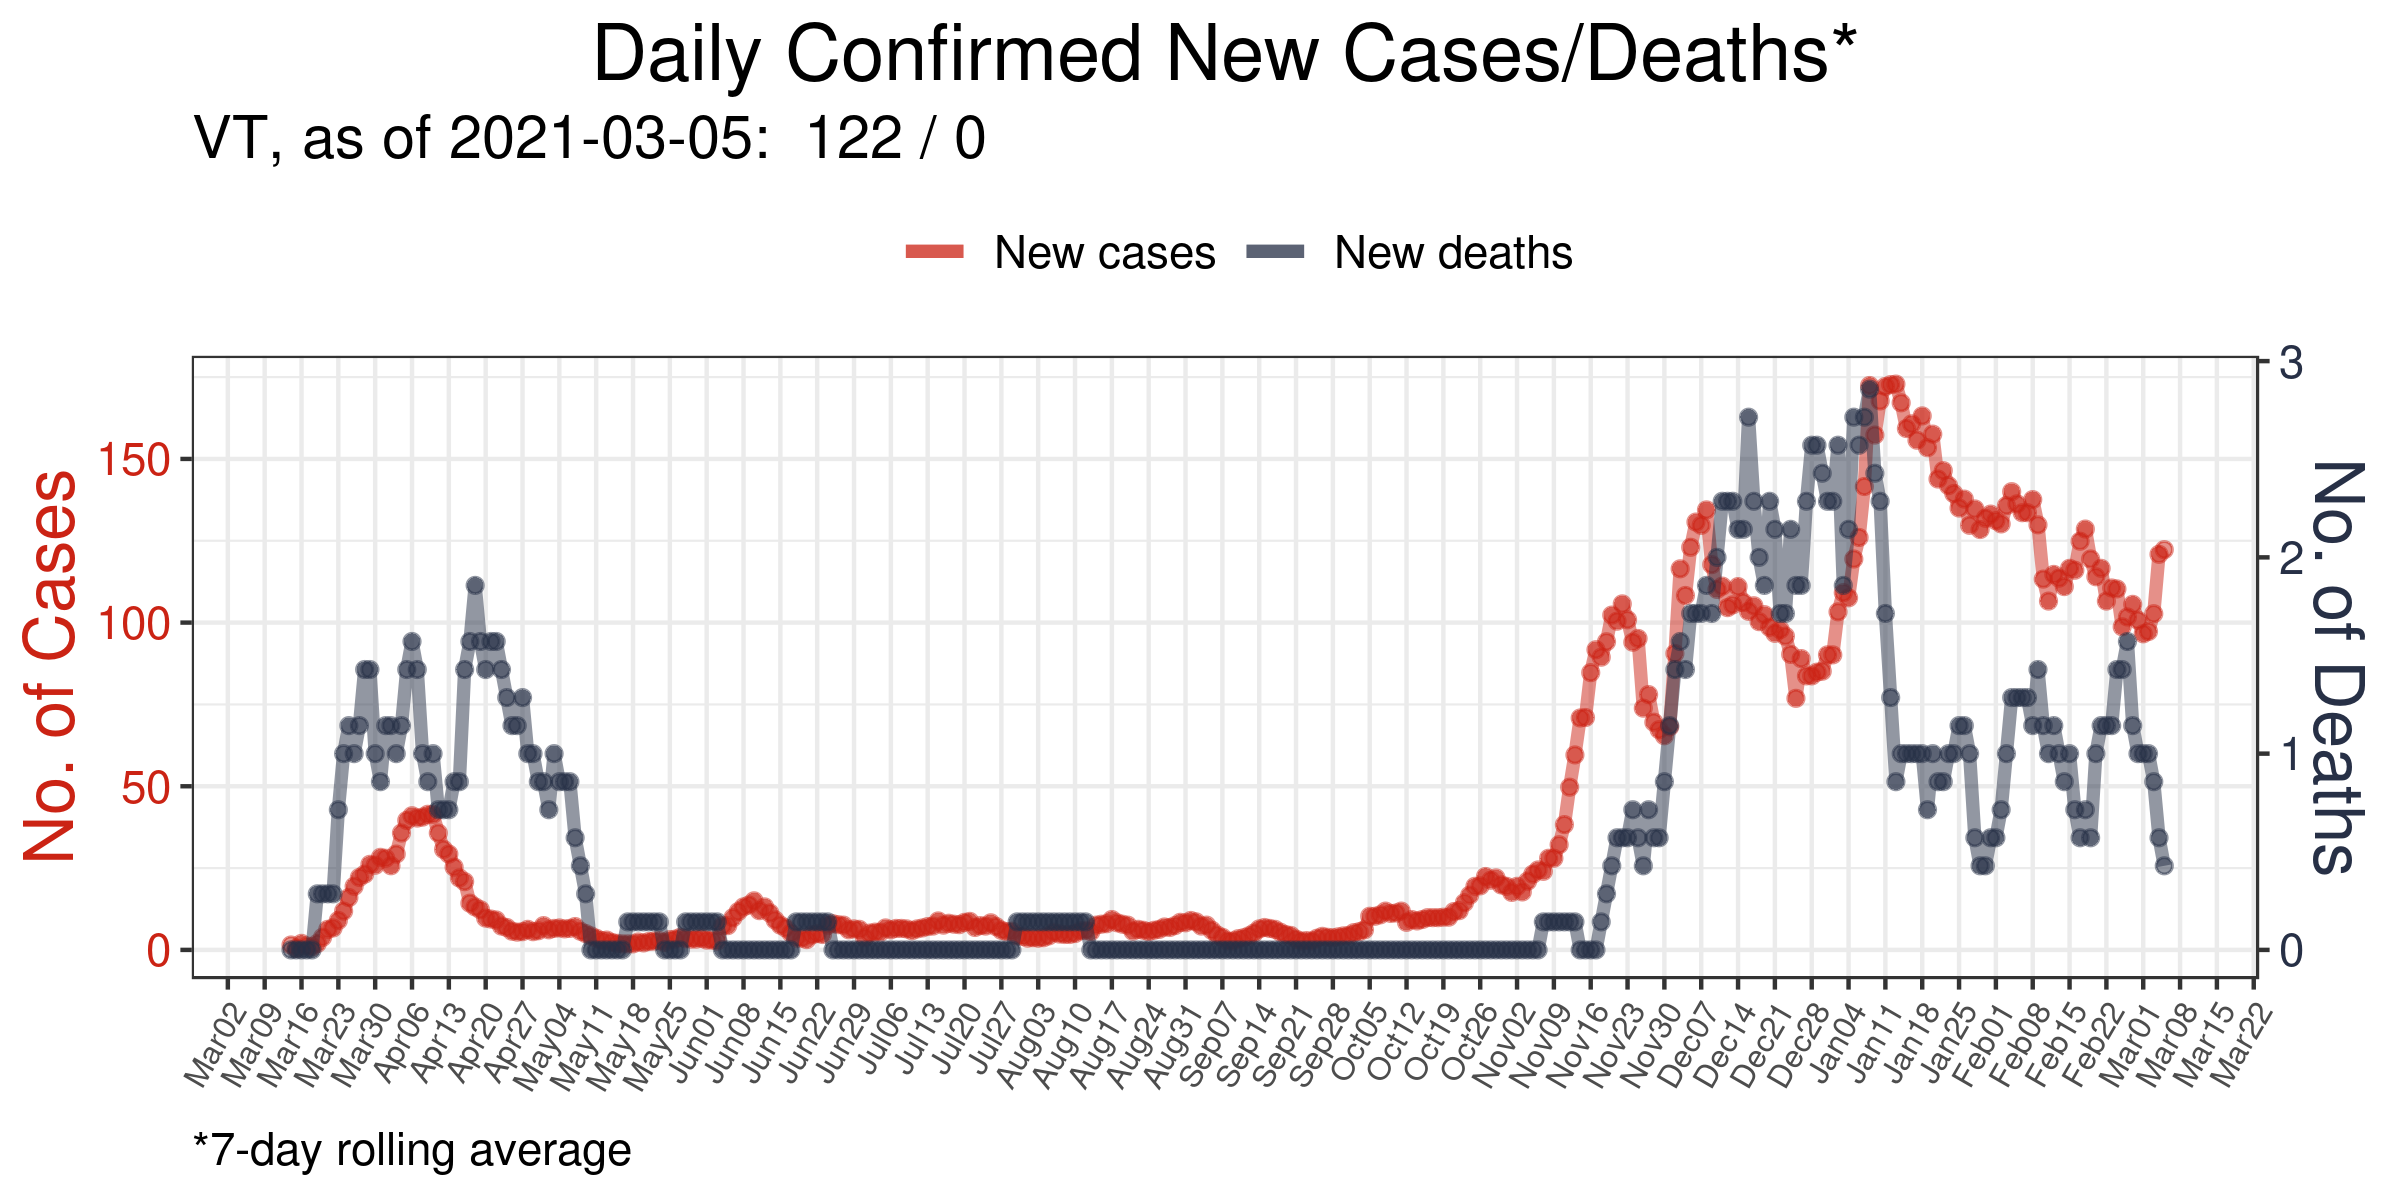 Daily Confirmed New Cases/Deaths*
VT, as of 2021-03-05:  122 / 0
New cases New deaths
No. of Cases
150
100
50
0
3
2
1
0
No. of Deaths
Mar02 Mar09 Mar16 Mar23 Mar30 Apr06 Apr13 Apr20 Apr27 May04 May11 May18 May25 Jun01 Jun08 Jun15 Jun22 Jun29 Jul06 Jul13 Jul20 Jul27 Aug03 Aug10 Aug17 Aug24 Aug31 Sep07 Sep14 Sep21 Sep28 Oct05 Oct12 Oct19 Oct26 Nov02 Nov09 Nov16 Nov23 Nov30 Dec07 Dec14 Dec21 Dec28 Jan04 Jan11 Jan18 Jan25 Feb01 Feb08 Feb15 Feb22 Mar01 Mar08 Mar15 Mar22
*7-day rolling average